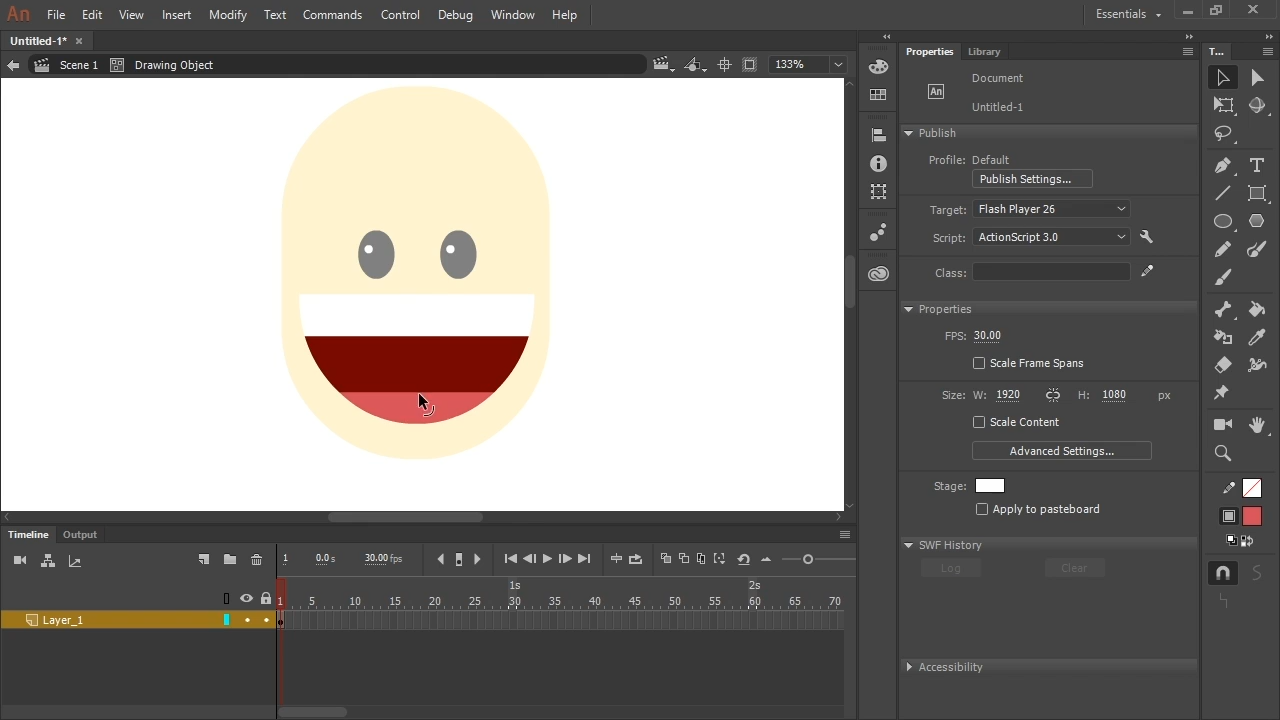 An File Edit View Insert Modify Text Commands Control Debug Window Help Essentials
Untitled-1*
Scene 1 Drawing Object 133%
Properties Library T...
Document
An
Untitled-1
Publish
Profile: Default
Publish Settings...
Target: Flash Player 26
Script: ActionScript 3.0
Class:
Properties
FPS: 30.00
Scale Frame Spans
Size: W: 1920 H: 1080 px
Scale Content
Advanced Settings...
Stage:
Apply to pasteboard
SWF History
Log Clear
Accessibility
Timeline Output
1 0.0 s 30.00 fps
1s 2s
1 5 10 15 20 25 30 35 40 45 50 55 60 65 70
Layer_1